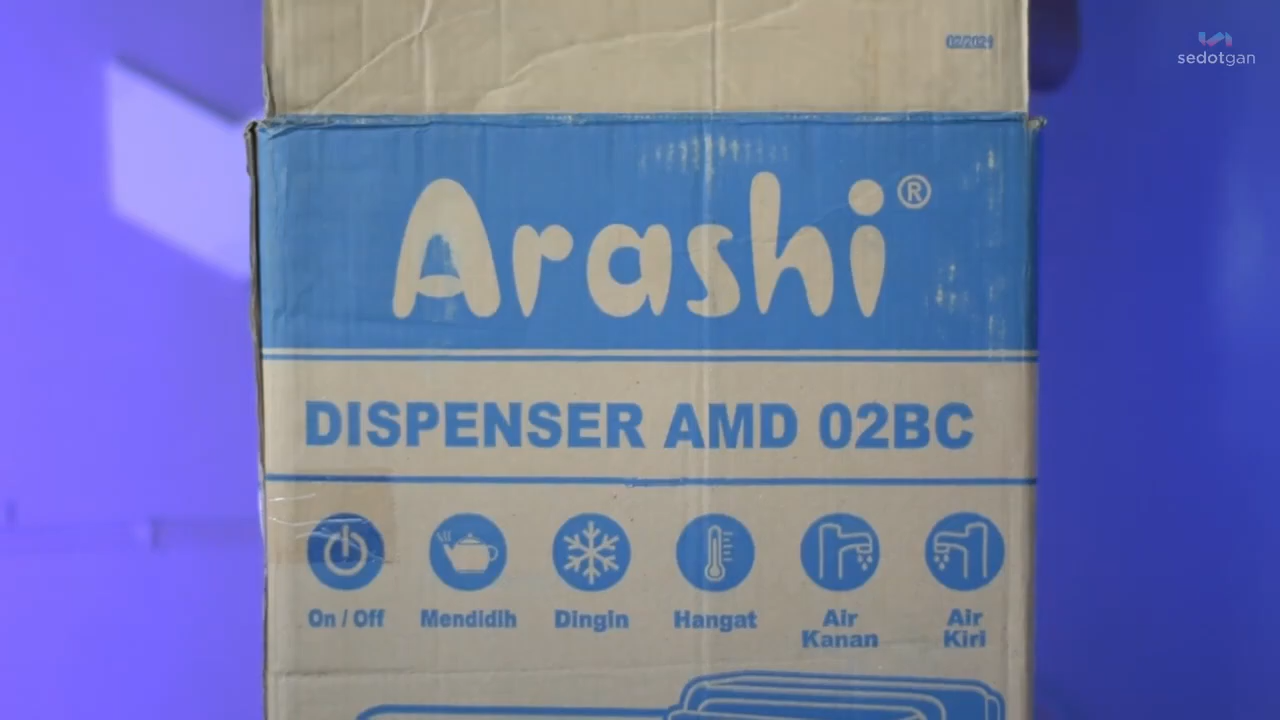 02/2021
sedotgan
Arashi®
DISPENSER AMD 02BC
On / Off
Mendidih
Dingin
Hangat
Air
Kanan
Air
Kiri